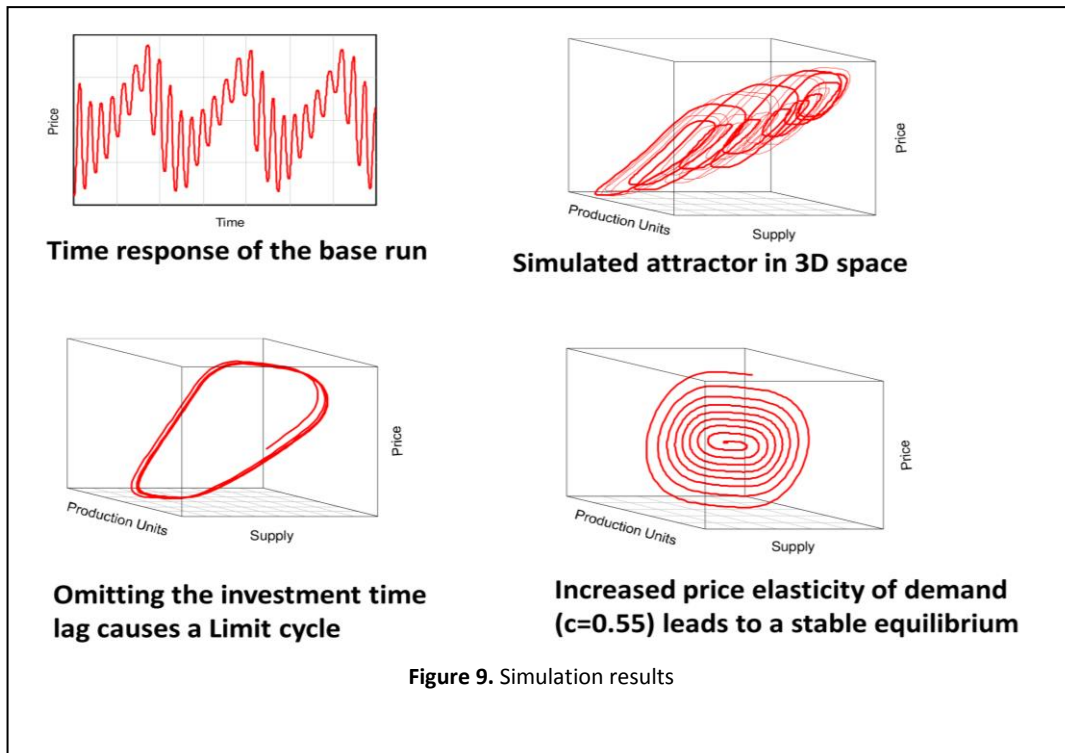 Price
Time
Time response of the base run
Price
Production Units
Supply
Simulated attractor in 3D space
Price
Production Units
Supply
Omitting the investment time
lag causes a Limit cycle
Price
Production Units
Supply
Increased price elasticity of demand
(c=0.55) leads to a stable equilibrium
Figure 9. Simulation results